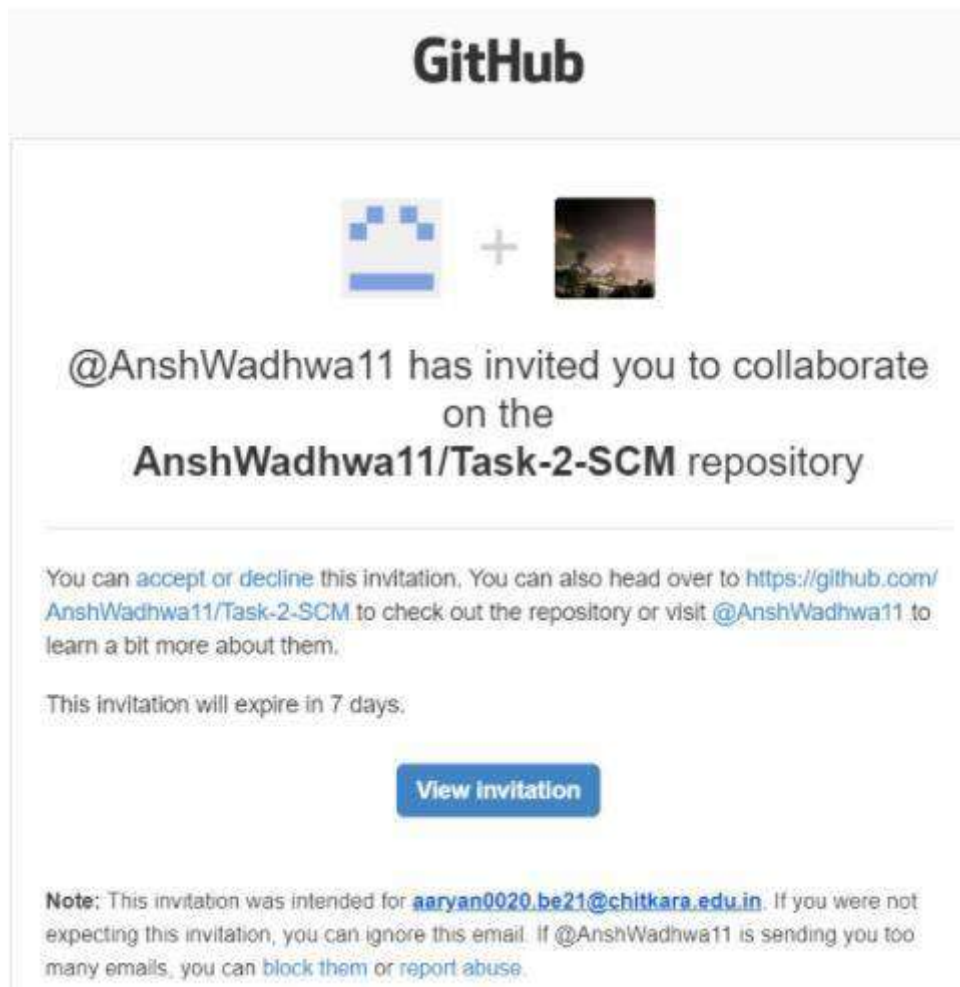 GitHub
@AnshWadhwa11 has invited you to collaborate
on the
AnshWadhwa11/Task-2-SCM repository
You can accept or decline this invitation. You can also head over to https://github.com/
AnshWadhwa11/Task-2-SCM to check out the repository or visit @AnshWadhwa11 to
learn a bit more about them.
This invitation will expire in 7 days.
View invitation
Note: This invitation was intended for aaryan0020.be21@chitkara.edu.in. If you were not
expecting this invitation, you can ignore this email. If @AnshWadhwa11 is sending you too
many emails, you can block them or report abuse.